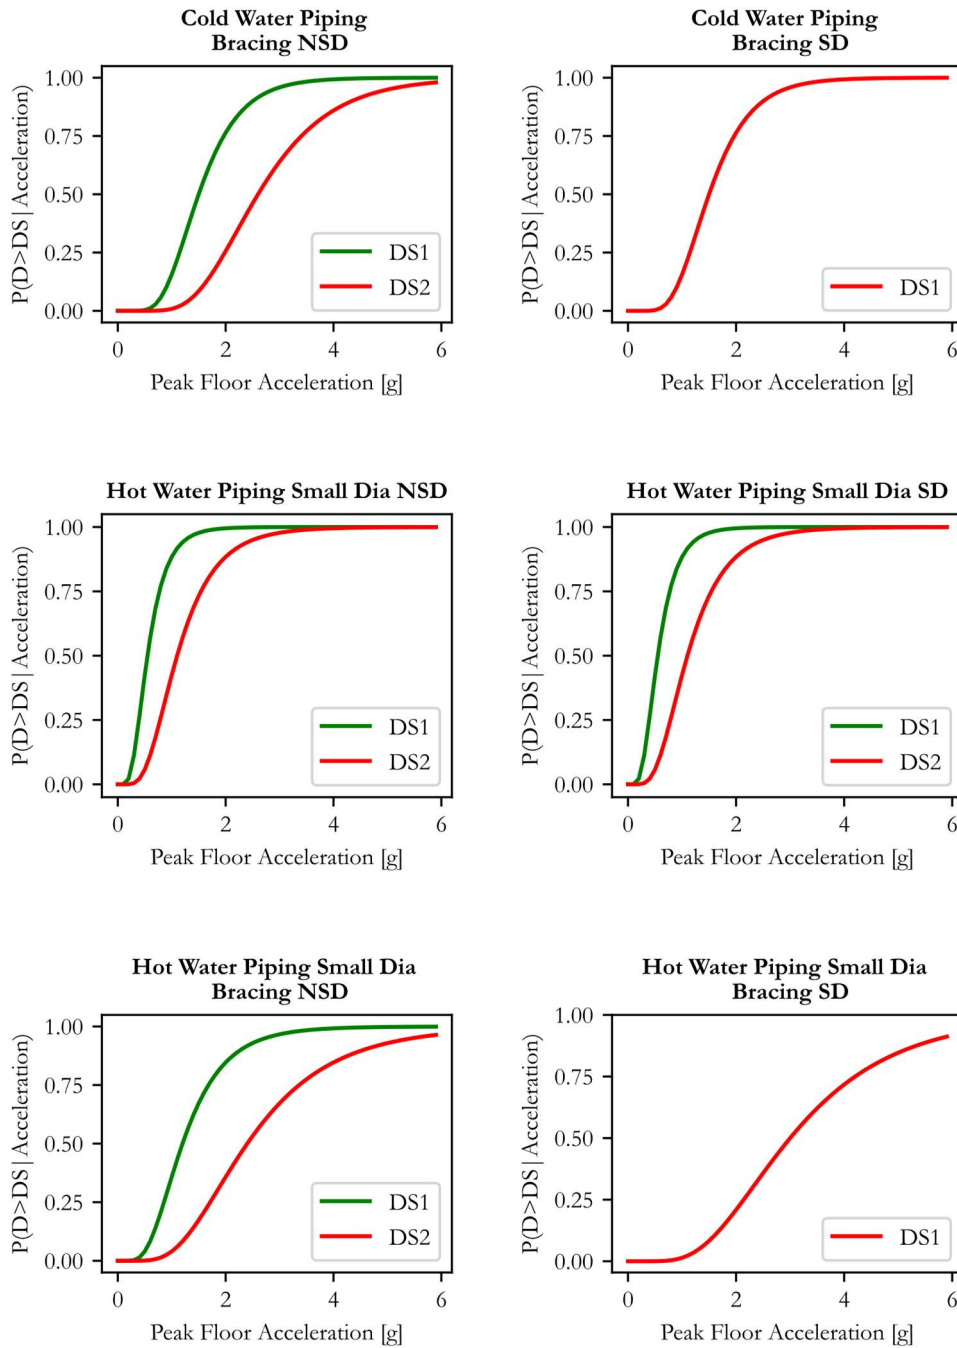 Cold Water Piping
Bracing NSD
P(D>DS|Acceleration)
1.00
0.75
0.50
0.25
0.00
DS1
DS2
0 2 4 6
Peak Floor Acceleration [g]
Cold Water Piping
Bracing SD
P(D>DS|Acceleration)
1.00
0.75
0.50
0.25
0.00
DS1
0 2 4 6
Peak Floor Acceleration [g]
Hot Water Piping Small Dia NSD
P(D>DS|Acceleration)
1.00
0.75
0.50
0.25
0.00
DS1
DS2
0 2 4 6
Peak Floor Acceleration [g]
Hot Water Piping Small Dia SD
P(D>DS|Acceleration)
1.00
0.75
0.50
0.25
0.00
DS1
DS2
0 2 4 6
Peak Floor Acceleration [g]
Hot Water Piping Small Dia
Bracing NSD
P(D>DS|Acceleration)
1.00
0.75
0.50
0.25
0.00
DS1
DS2
0 2 4 6
Peak Floor Acceleration [g]
Hot Water Piping Small Dia
Bracing SD
P(D>DS|Acceleration)
1.00
0.75
0.50
0.25
0.00
DS1
0 2 4 6
Peak Floor Acceleration [g]